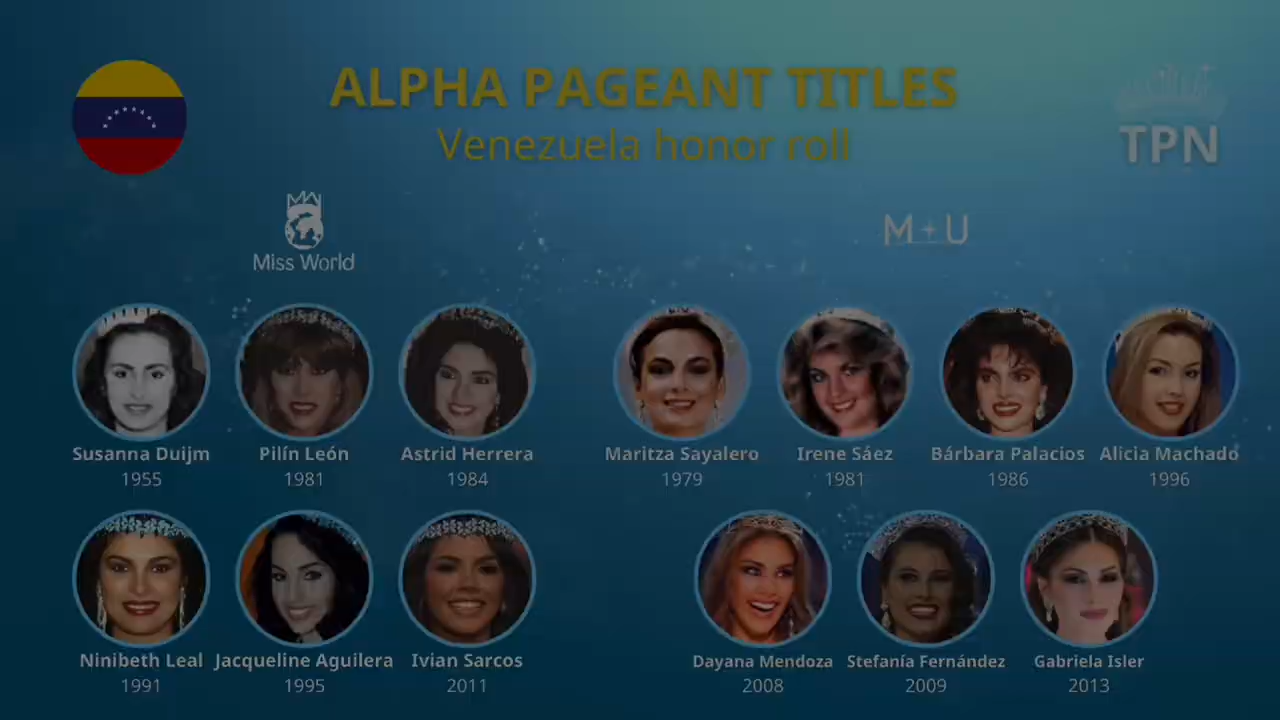 ALPHA PAGEANT TITLES
Venezuela honor roll
TPN
Miss World
M U
Susanna Duijm
1955
Pilín León
1981
Astrid Herrera
1984
Maritza Sayalero
1979
Irene Sáez
1981
Bárbara Palacios
1986
Alicia Machado
1996
Ninibeth Leal
1991
Jacqueline Aguilera
1995
Ivian Sarcos
2011
Dayana Mendoza
2008
Stefanía Fernández
2009
Gabriela Isler
2013